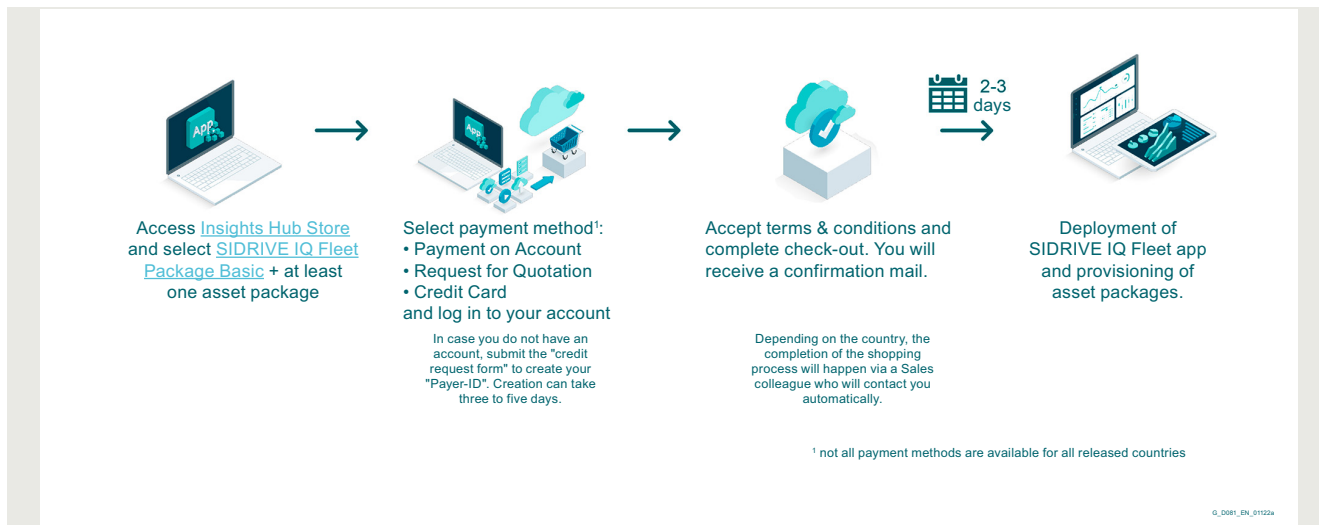 App
App
2-3
days
Access Insights Hub Store
and select SIDRIVE IQ Fleet
Package Basic + at least
one asset package
Select payment method¹:
• Payment on Account
• Request for Quotation
• Credit Card
and log in to your account
In case you do not have an
account, submit the "credit
request form" to create your
"Payer-ID". Creation can take
three to five days.
Accept terms & conditions and
complete check-out. You will
receive a confirmation mail.
Depending on the country, the
completion of the shopping
process will happen via a Sales
colleague who will contact you
automatically.
Deployment of
SIDRIVE IQ Fleet app
and provisioning of
asset packages.
¹ not all payment methods are available for all released countries
G_D081_EN_01122a